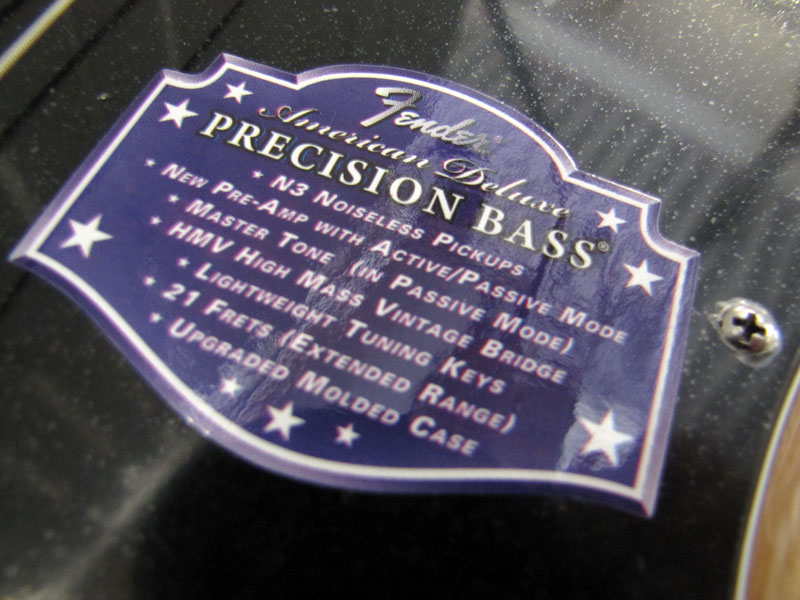 Fender
American Deluxe
PRECISION BASS®
★ N3 NOISELESS PICKUPS
★ NEW PRE-AMP WITH ACTIVE/PASSIVE MODE
★ MASTER TONE (IN PASSIVE MODE)
★ HMV HIGH MASS VINTAGE BRIDGE
★ LIGHTWEIGHT TUNING KEYS
★ 21 FRETS (EXTENDED RANGE)
★ UPGRADED MOLDED CASE